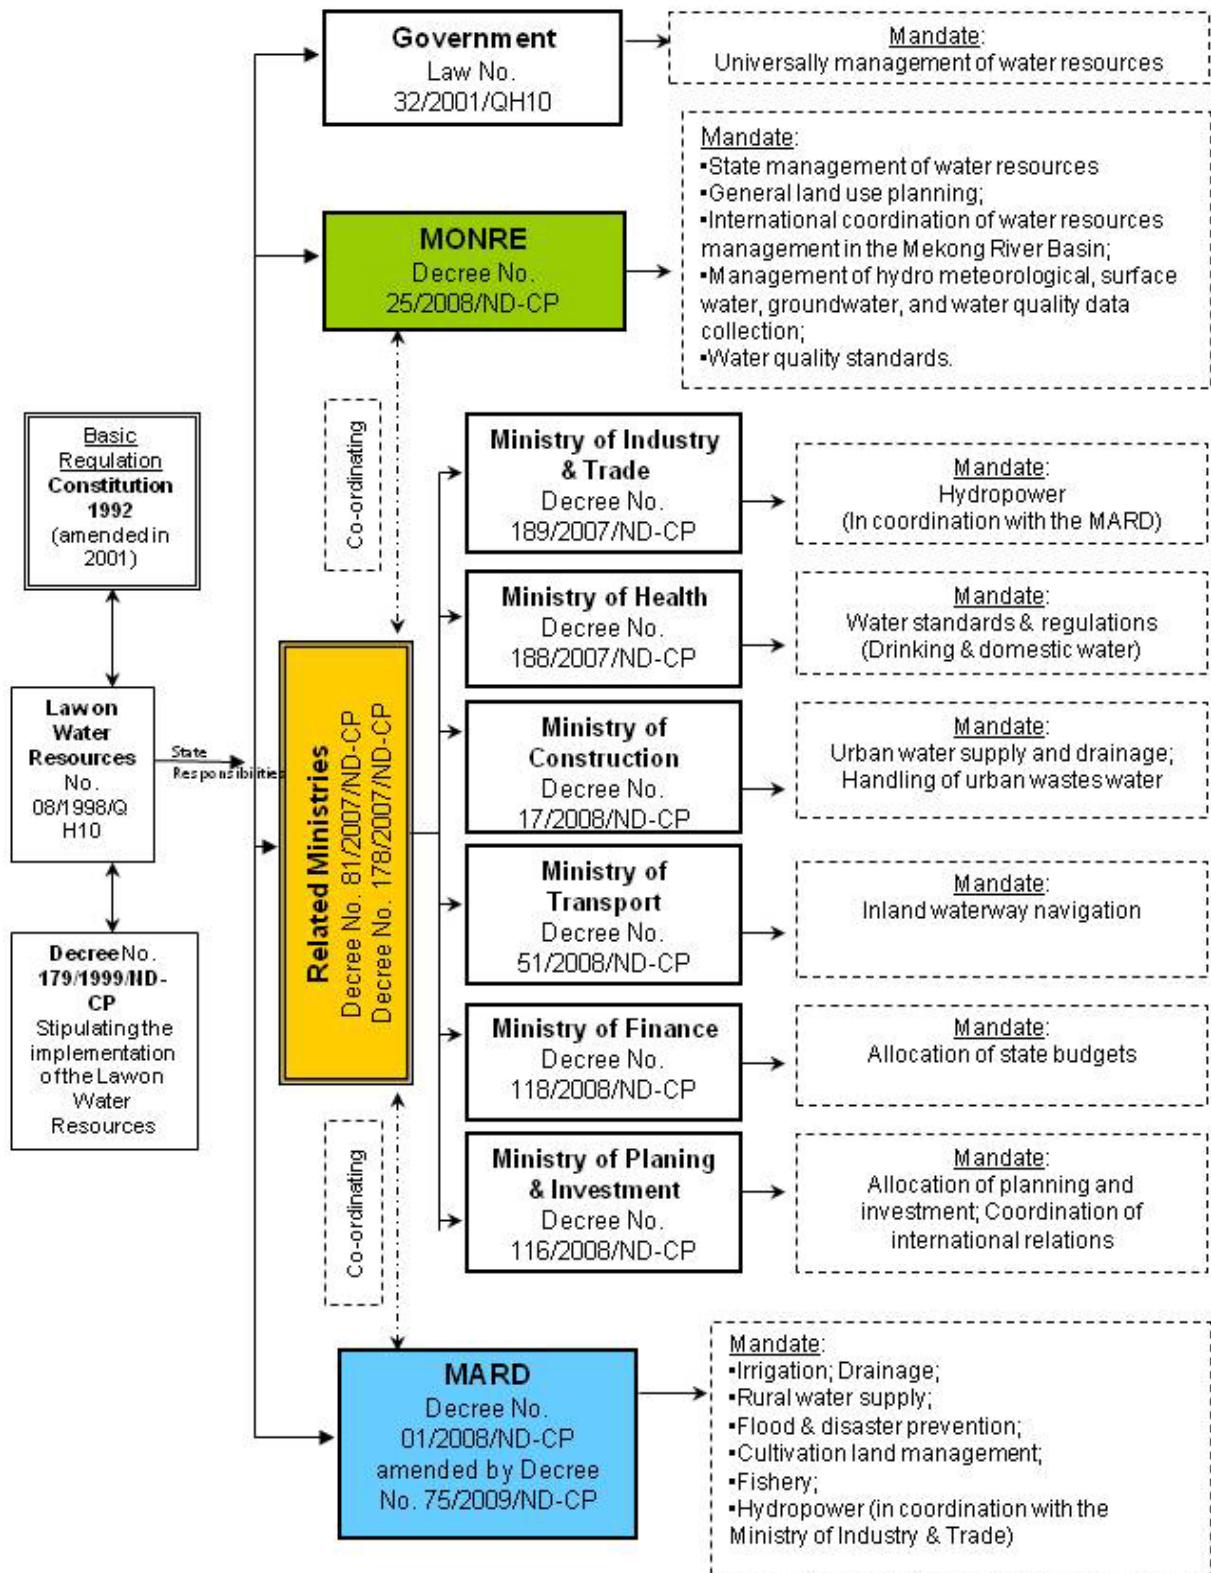 Government
Law No.
32/2001/QH10
Mandate:
Universally management of water resources
MONRE
Decree No.
25/2008/ND-CP
Mandate:
▪State management of water resources
▪General land use planning;
▪International coordination of water resources
management in the Mekong River Basin;
▪Management of hydro meteorological, surface
water, groundwater, and water quality data
collection;
▪Water quality standards.
Basic
Regulation
Constitution
1992
(amended in
2001)
Law on
Water
Resources
No.
08/1998/Q
H10
Decree No.
179/1999/ND-
CP
Stipulating the
implementation
of the Law on
Water
Resources
State
Responsibilities
Co-ordinating
Related Ministries
Decree No. 81/2007/ND-CP
Decree No. 178/2007/ND-CP
Co-ordinating
Ministry of Industry
& Trade
Decree No.
189/2007/ND-CP
Mandate:
Hydropower
(In coordination with the MARD)
Ministry of Health
Decree No.
188/2007/ND-CP
Mandate:
Water standards & regulations
(Drinking & domestic water)
Ministry of
Construction
Decree No.
17/2008/ND-CP
Mandate:
Urban water supply and drainage;
Handling of urban wastes water
Ministry of
Transport
Decree No.
51/2008/ND-CP
Mandate:
Inland waterway navigation
Ministry of Finance
Decree No.
118/2008/ND-CP
Mandate:
Allocation of state budgets
Ministry of Planing
& Investment
Decree No.
116/2008/ND-CP
Mandate:
Allocation of planning and
investment; Coordination of
international relations
MARD
Decree No.
01/2008/ND-CP
amended by Decree
No. 75/2009/ND-CP
Mandate:
▪Irrigation; Drainage;
▪Rural water supply;
▪Flood & disaster prevention;
▪Cultivation land management;
▪Fishery;
▪Hydropower (in coordination with the
Ministry of Industry & Trade)